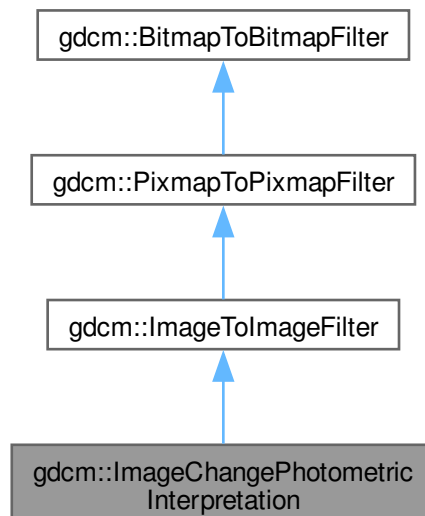 gdcm::BitmapToBitmapFilter
gdcm::PixmapToPixmapFilter
gdcm::ImageToImageFilter
gdcm::ImageChangePhotometric
Interpretation